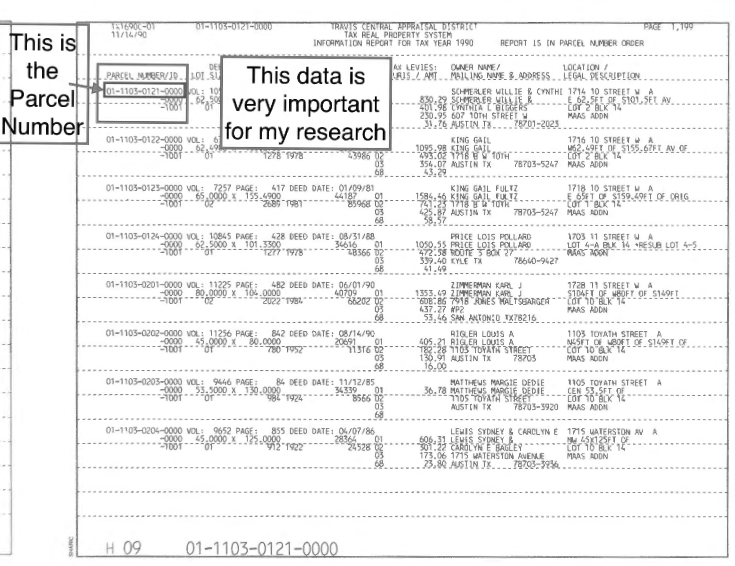 T41690C-01 01-1103-0121-0000 TRAVIS CENTRAL APPRAISAL DISTRICT PAGE 1,199
11/14/90 TAX REAL PROPERTY SYSTEM
INFORMATION REPORT FOR TAX YEAR 1990 REPORT IS IN PARCEL NUMBER ORDER
This is
the
Parcel
Number
This data is
very important
for my research
AX LEVIES: OWNER NAME/ LOCATION /
PARCEL NUMBER/ID LOT / AMT MAILING NAME & ADDRESS LEGAL DESCRIPTION
01-1103-0121-0000 VOL: SCHMERLER WILLIE & CYNTHI 1714 10 STREET W A
-0000 830.29 SCHMERLER WILLIE & E 62.5FT OF S101.5FT AV
-1001 01 401.98 CYNTHIA L BIGGERS LOT 2 BLK 14
230.95 607 10TH STREET W MAAS ADDN
31.76 AUSTIN TX 78701-2023
01-1103-0122-0000 VOL: KING GAIL 1716 10 STREET W A
-0000 1095.98 KING GAIL W62.49FT OF S155.67FT AV OF
-1001 01 1278 1978 43986 02 493.02 1718 B W 10TH LOT 2 BLK 14
03 354.07 AUSTIN TX 78703-5247 MAAS ADDN
68 43.29
01-1103-0123-0000 VOL: 7257 PAGE: 417 DEED DATE: 01/09/81 KING GAIL FULTZ 1718 10 STREET W A
-0000 65.0000 X 155.4900 44187 01 1584.46 KING GAIL FULTZ E 65FT OF S159.49FT OF ORIG
-1001 02 2689 1981 85968 02 741.23 1718 B W 10TH LOT 1 BLK 14
03 425.87 AUSTIN TX 78703-5247 MAAS ADDN
68 58.57
01-1103-0124-0000 VOL: 10845 PAGE: 428 DEED DATE: 08/31/88 PRICE LOIS POLLARD 1703 11 STREET W A
-0000 62.5000 X 101.3300 34616 01 1050.55 PRICE LOIS POLLARD LOT 4-A BLK 14 *RESUB LOT 4-5
-1001 01 1277 1978 48366 02 472.58 ROUTE 3 BOX 27 MAAS ADDN
03 339.40 KYLE TX 78640-9427
68 41.49
01-1103-0201-0000 VOL: 11225 PAGE: 482 DEED DATE: 06/01/90 ZIMMERMAN KARL J 1728 11 STREET W A
-0000 80.0000 X 104.0000 40709 01 1353.49 ZIMMERMAN KARL J S104FT OF W80FT OF S149FT
-1001 02 2022 1984 66202 02 608.86 7918 JONES MALTSBARGER LOT 10 BLK 14
03 437.27 #P2 MAAS ADDN
68 53.46 SAN ANTONIO TX78216
01-1103-0202-0000 VOL: 11256 PAGE: 842 DEED DATE: 08/14/90 RIGLER LOUIS A 1103 TOYATH STREET A
-0000 45.0000 X 80.0000 20691 01 405.21 RIGLER LOUIS A N45FT OF W80FT OF S149FT OF
-1001 01 780 1952 11316 02 182.28 1103 TOYATH STREET LOT 10 BLK 14
03 130.91 AUSTIN TX 78703 MAAS ADDN
68 16.00
01-1103-0203-0000 VOL: 9446 PAGE: 84 DEED DATE: 11/12/85 MATTHEWS MARGIE DEDIE 1105 TOYATH STREET A
-0000 53.5000 X 130.0000 34339 01 36.78 MATTHEWS MARGIE DEDIE CEN 53.5FT OF
-1001 01 984 1924 8566 02 1105 TOYATH STREET LOT 10 BLK 14
03 AUSTIN TX 78703-3920 MAAS ADDN
68
01-1103-0204-0000 VOL: 9652 PAGE: 855 DEED DATE: 04/07/86 LEWIS SYDNEY & CAROLYN E 1715 WATERSTON AV A
-0000 45.0000 X 125.0000 28364 01 606.31 LEWIS SYDNEY & NW 45X125FT OF
-1001 01 912 1922 24528 02 301.22 CAROLYN E BAGLEY LOT 10 BLK 14
03 173.06 1715 WATERSTON AVENUE MAAS ADDN
68 23.80 AUSTIN TX 78703-3936
H 09 01-1103-0121-0000